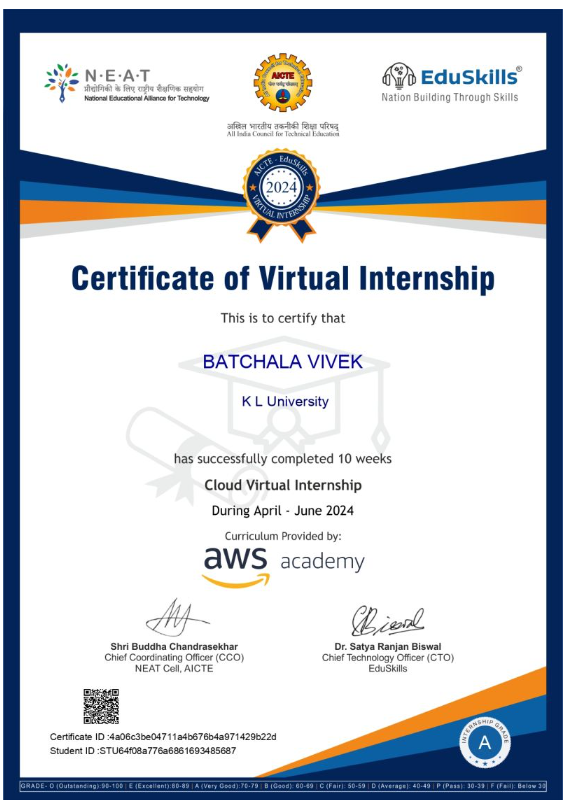 N·E·A·T
प्रौद्योगिकी के लिए राष्ट्रीय शैक्षणिक सहयोग
National Educational Alliance for Technology
AICTE
EduSkills®
Nation Building Through Skills
अखिल भारतीय तकनीकी शिक्षा परिषद्
All India Council for Technical Education
AICTE - EduSkills
2024
VIRTUAL INTERNSHIP
Certificate of Virtual Internship
This is to certify that
BATCHALA VIVEK
K L University
has successfully completed 10 weeks
Cloud Virtual Internship
During April - June 2024
Curriculum Provided by:
aws academy
Shri Buddha Chandrasekhar
Chief Coordinating Officer (CCO)
NEAT Cell, AICTE
Dr. Satya Ranjan Biswal
Chief Technology Officer (CTO)
EduSkills
Certificate ID :4a06c3be04711a4b676b4a971429b22d
Student ID :STU64f08a776a6861693485687
INTERNSHIP GRADE
A
GRADE- O (Outstanding):90-100 | E (Excellent):80-89 | A (Very Good):70-79 | B (Good): 60-69 | C (Fair): 50-59 | D (Average): 40-49 | P (Pass): 30-39 | F (Fail): Below 30